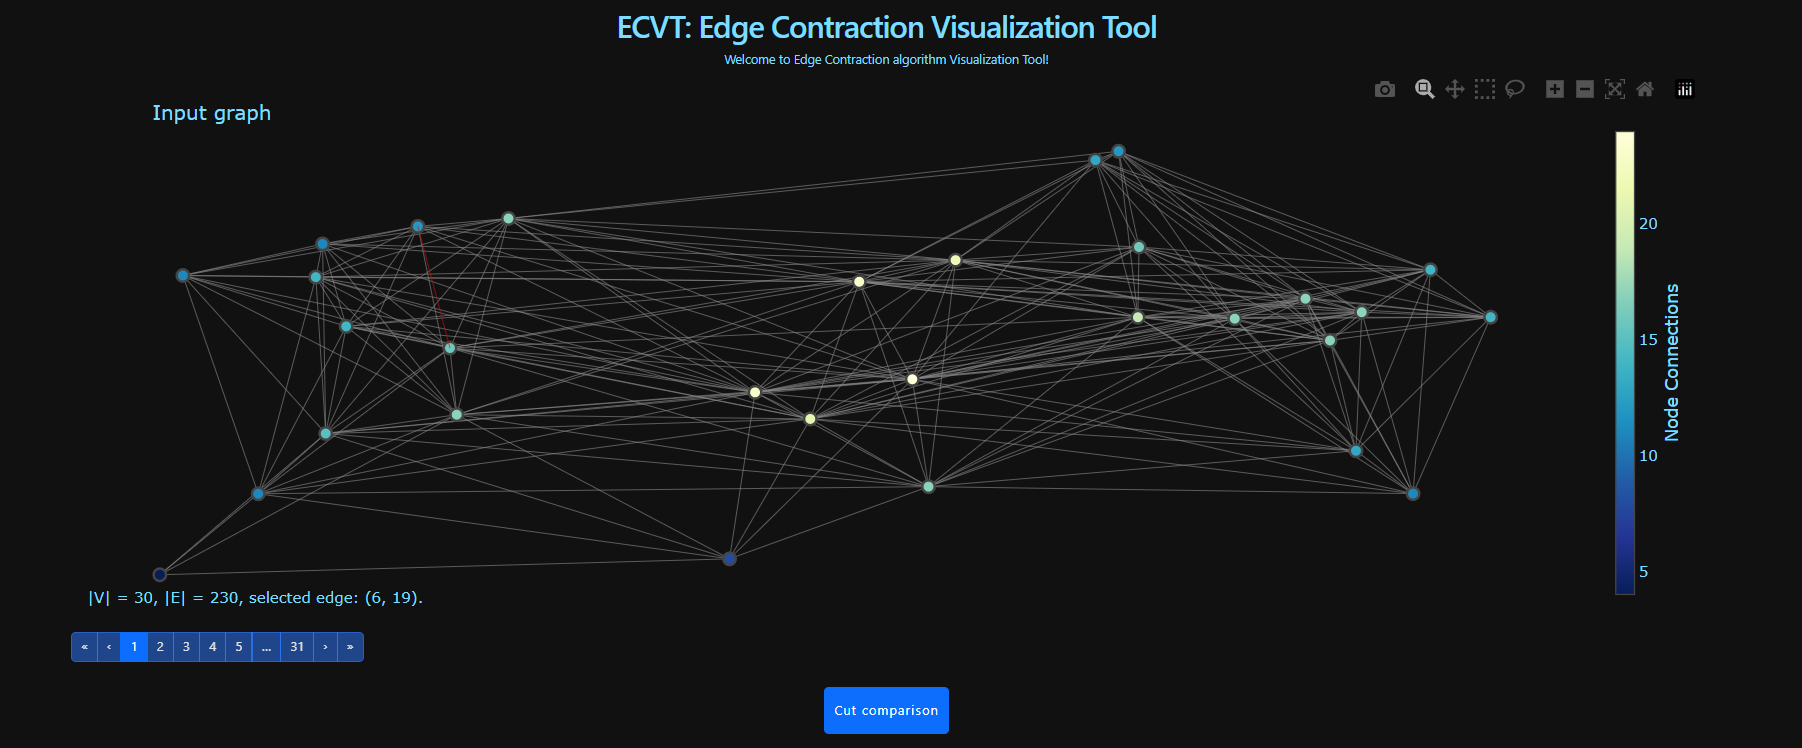 ECVT: Edge Contraction Visualization Tool
Welcome to Edge Contraction algorithm Visualization Tool!
Input graph
20
15
10
5
Node Connections
|V| = 30, |E| = 230, selected edge: (6, 19).
« ‹ 1 2 3 4 5 ... 31 › »
Cut comparison